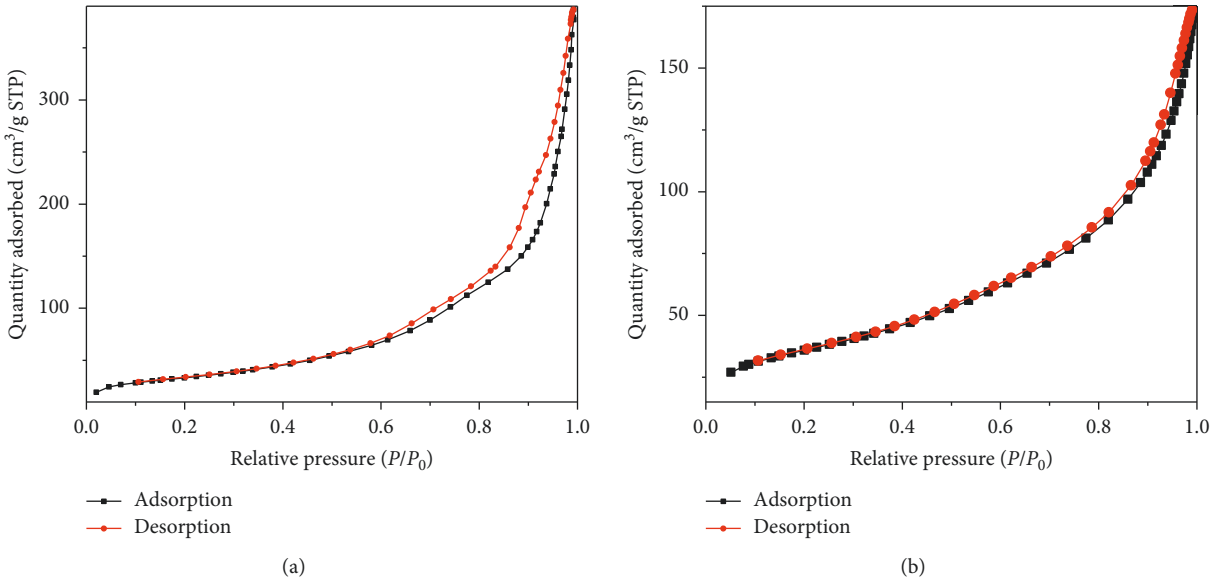 Quantity adsorbed (cm³/g STP)
300
200
100
0.0 0.2 0.4 0.6 0.8 1.0
Relative pressure (P/P₀)
Adsorption
Desorption
(a)
Quantity adsorbed (cm³/g STP)
150
100
50
0
0.0 0.2 0.4 0.6 0.8 1.0
Relative pressure (P/P₀)
Adsorption
Desorption
(b)